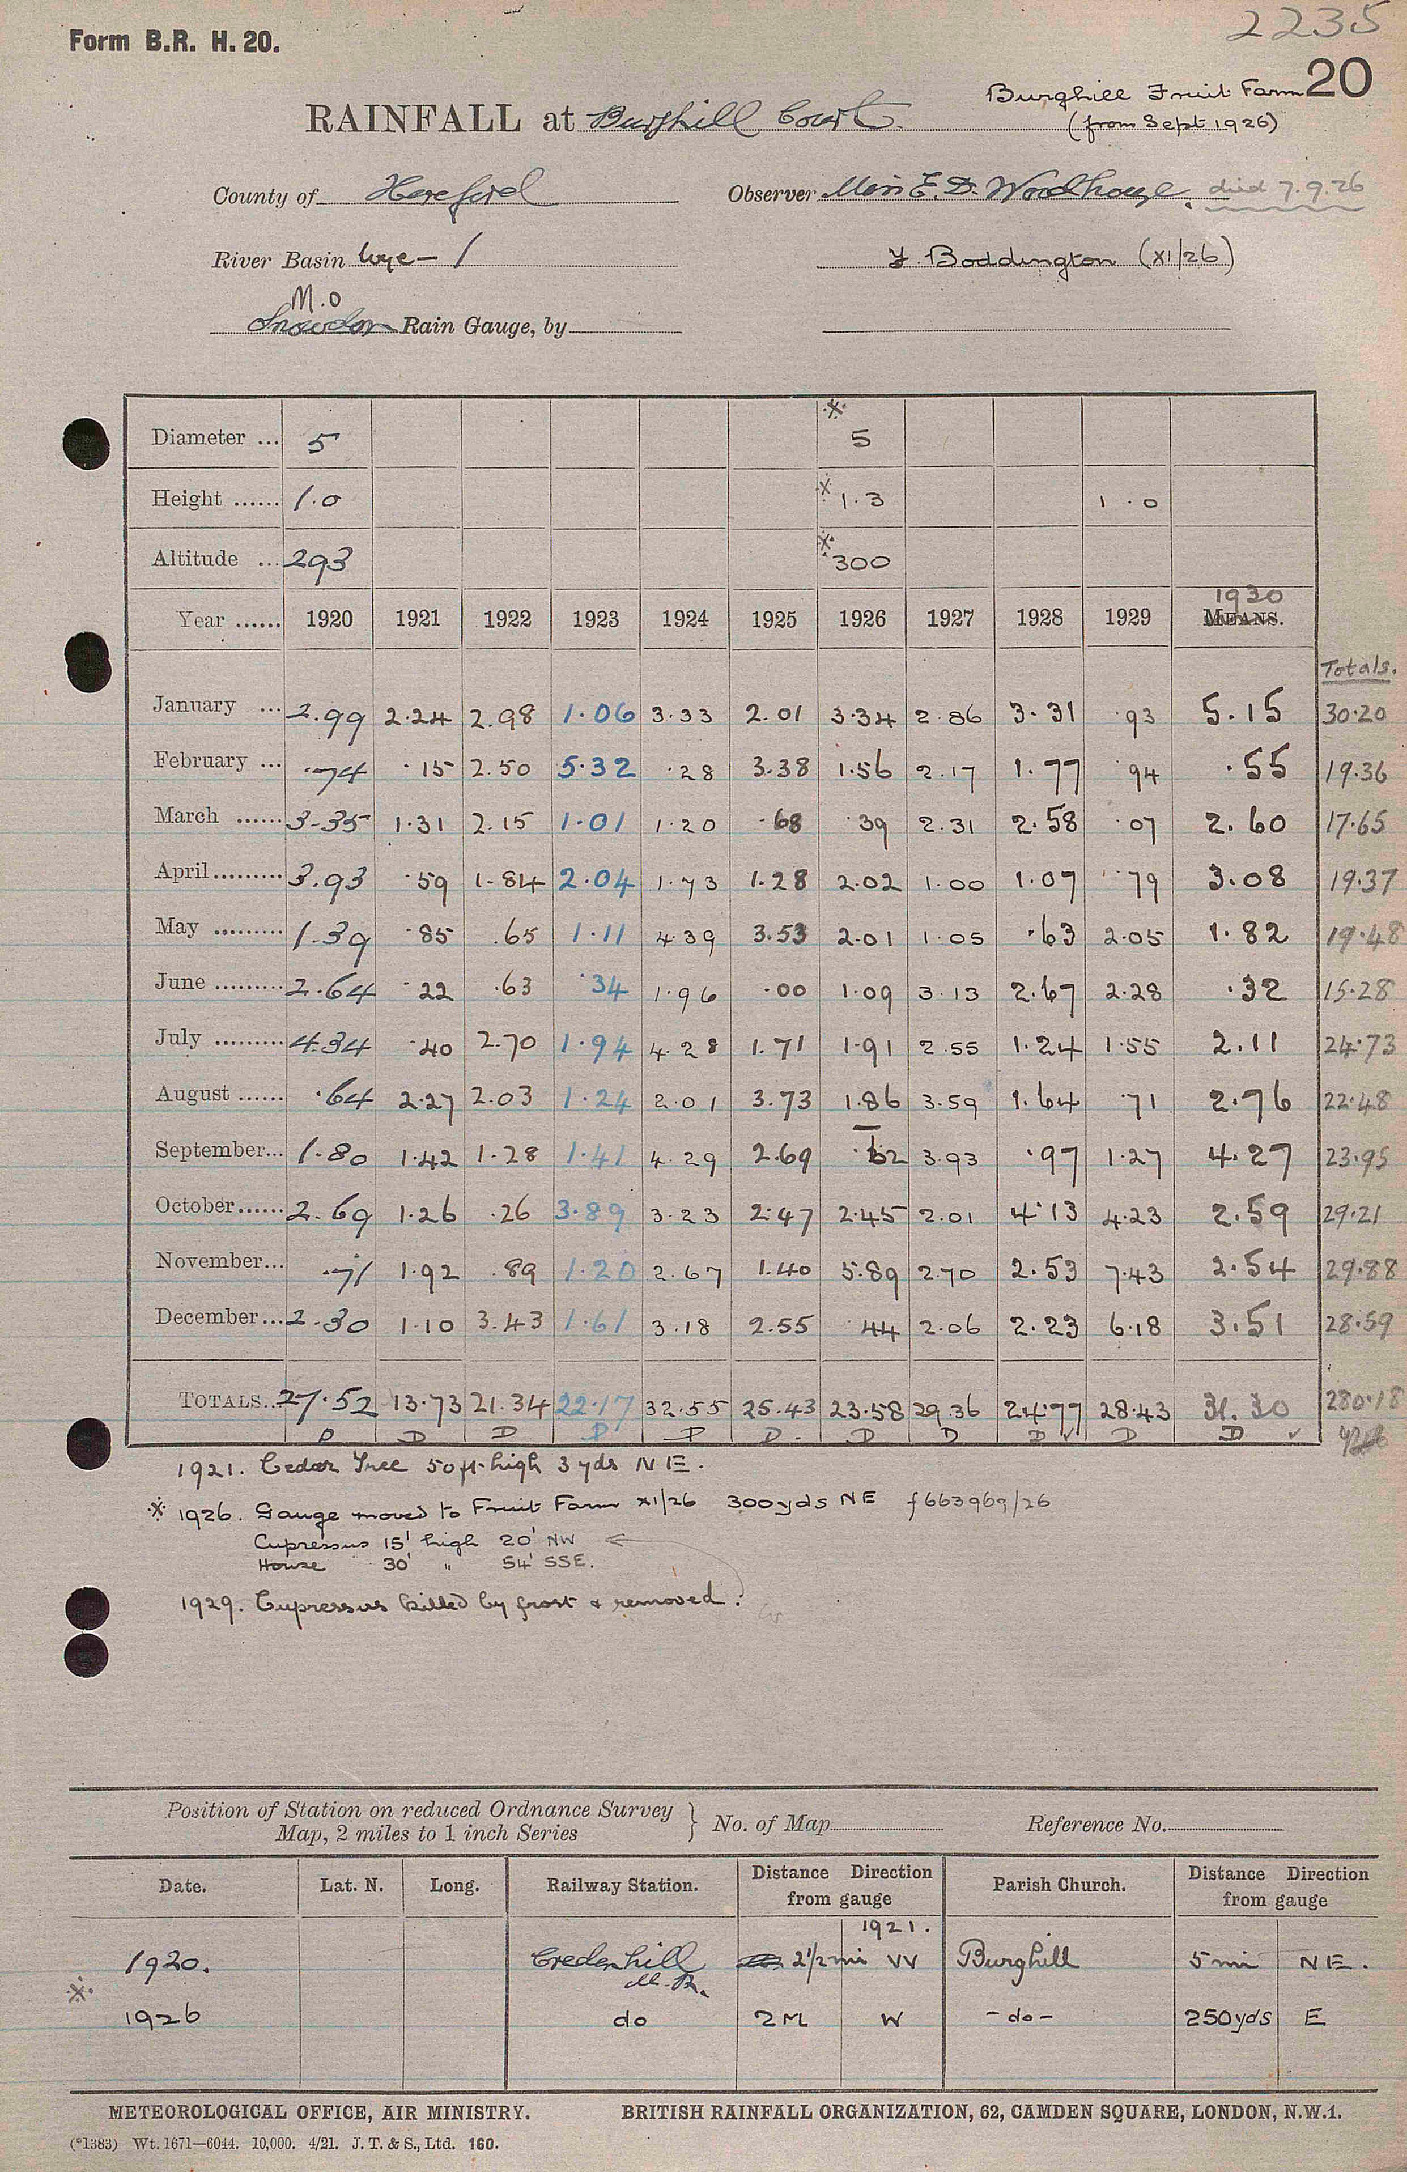 2235
Form B.R. H. 20.
20
Burghill Fruit Farm
RAINFALL at Burghill Court
(from Sept 1926)
County of Hereford Observer Miss E. D. Woodhouse. died 7.9.26
River Basin Wye - 1 Y Boddington (XI/26)
M.O
Snowdon Rain Gauge, by
Diameter ... 5 * 5
Height ...... 1.0 * 1.3 1.0
Altitude ... 293 * 300
1930
Year ...... 1920 1921 1922 1923 1924 1925 1926 1927 1928 1929 MEANS.
Totals.
January ... 2.99 2.24 2.98 1.06 3.33 2.01 3.34 2.86 3.31 .93 5.15 30.20
February ... .74 .15 2.50 5.32 .28 3.38 1.56 2.17 1.77 .94 .55 19.36
March ...... 3.35 1.31 2.15 1.01 1.20 .68 .39 2.31 2.58 .07 2.60 17.65
April ......... 3.93 .59 1.84 2.04 1.73 1.28 2.02 1.00 1.07 .79 3.08 19.37
May ......... 1.39 .85 .65 1.11 4.39 3.53 2.01 1.05 .63 2.05 1.82 19.48
June ......... 2.64 .22 .63 .34 1.96 .00 1.09 3.13 2.67 2.28 .32 15.28
July ......... 4.34 .40 2.70 1.94 4.28 1.71 1.91 2.55 1.24 1.55 2.11 24.73
August ...... .64 2.27 2.03 1.24 2.01 3.73 1.86 3.59 1.64 .71 2.76 22.48
September... 1.80 1.42 1.28 1.41 4.29 2.69 .62 3.93 .97 1.27 4.27 23.95
October...... 2.69 1.26 .26 3.89 3.23 2.47 2.45 2.01 4.13 4.23 2.59 29.21
November... .71 1.92 .89 1.20 2.67 1.40 5.89 2.70 2.53 7.43 2.54 29.88
December... 2.30 1.10 3.43 1.61 3.18 2.55 .44 2.06 2.23 6.18 3.51 28.59
TOTALS.. 27.52 13.73 21.34 22.17 32.55 25.43 23.58 29.36 24.77 28.43 31.30 280.18
P D D P P D D D D D D
1921. Cedar Tree 50ft. high 3 yds NE.
* 1926. Gauge moved to Fruit Farm XI/26 300yds NE f663969/26
Cupressus 15' high 20' NW
House 30' " 54' SSE.
1929. Cupressus killed by frost & removed.
Position of Station on reduced Ordnance Survey
Map, 2 miles to 1 inch Series } No. of Map Reference No.
Date. Lat. N. Long. Railway Station. Distance Direction from gauge Parish Church. Distance Direction from gauge
1921.
1920. Credenhill 2 1/2 mi W Burghill 5 mi NE.
M. R.
*
1926 do 2 M W - do - 250yds E
METEOROLOGICAL OFFICE, AIR MINISTRY. BRITISH RAINFALL ORGANIZATION, 62, CAMDEN SQUARE, LONDON, N.W.1.
(*1383) Wt. 1671—6044. 10,000. 4/21. J. T. & S., Ltd. 160.